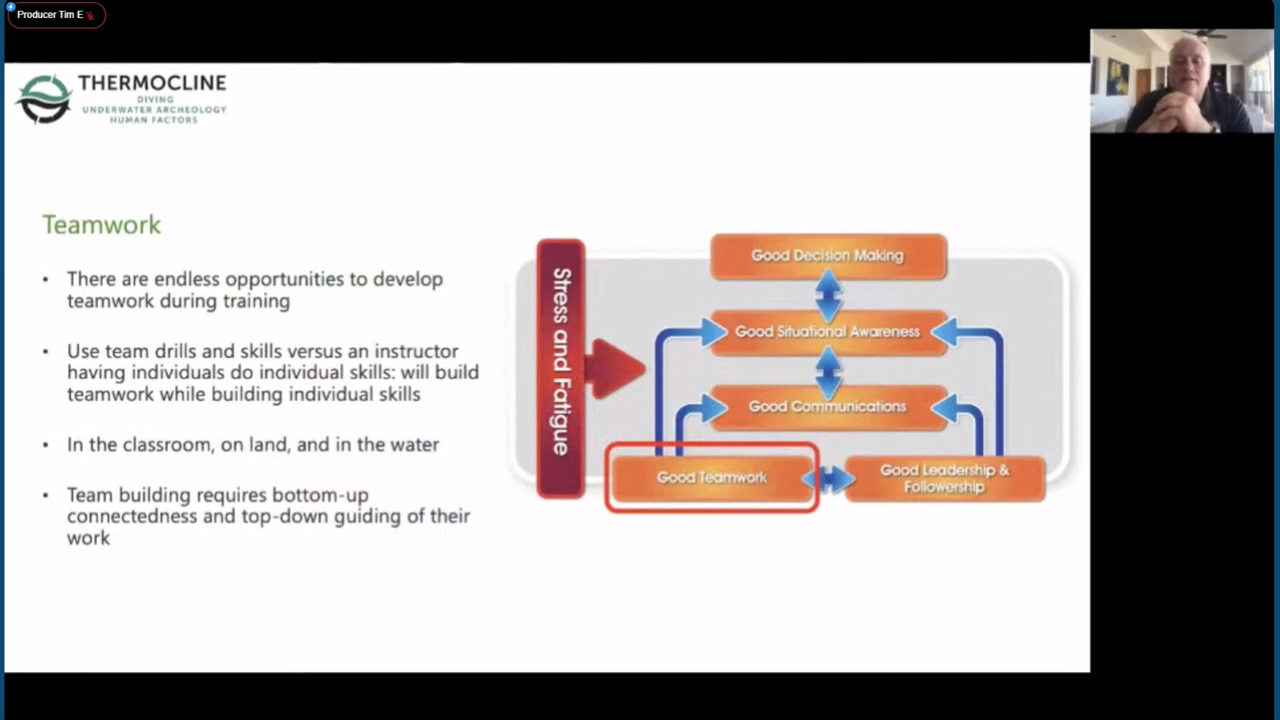 Producer Tim E
THERMOCLINE
DIVING
UNDERWATER ARCHEOLOGY
HUMAN FACTORS
Teamwork
• There are endless opportunities to develop
teamwork during training
• Use team drills and skills versus an instructor
having individuals do individual skills: will build
teamwork while building individual skills
• In the classroom, on land, and in the water
• Team building requires bottom-up
connectedness and top-down guiding of their
work
Stress and Fatigue
Good Decision Making
Good Situational Awareness
Good Communications
Good Teamwork
Good Leadership &
Followership